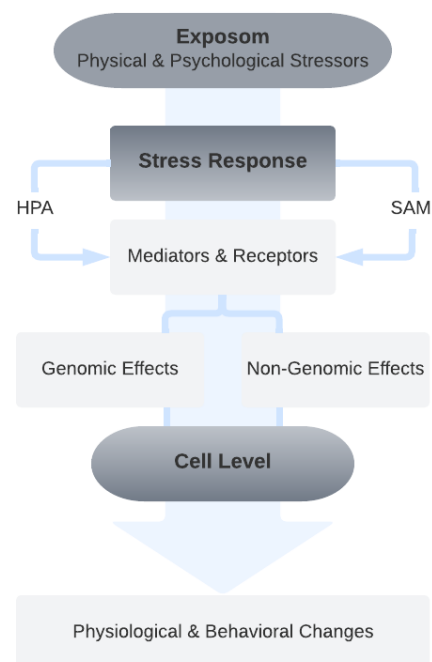 Exposom
Physical & Psychological Stressors
Stress Response
HPA
SAM
Mediators & Receptors
Genomic Effects
Non-Genomic Effects
Cell Level
Physiological & Behavioral Changes